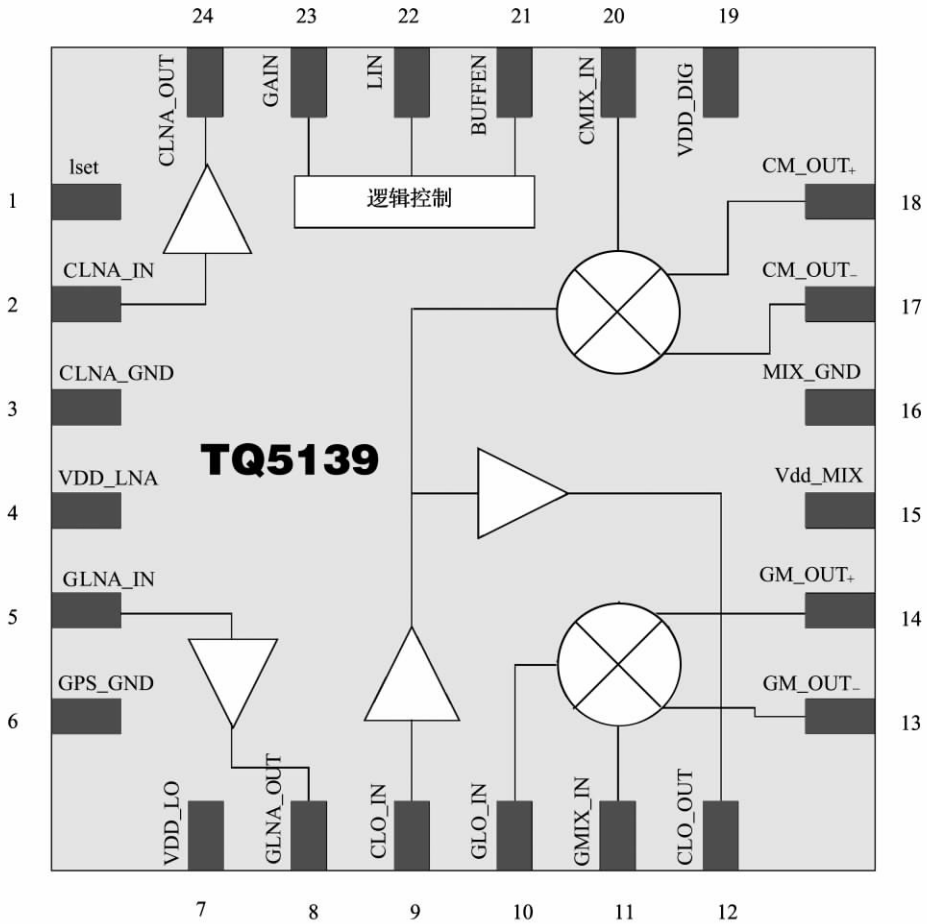 24 23 22 21 20 19
CLNA_OUT
GAIN
LIN
BUFFEN
CMIX_IN
VDD_DIG
1 lset
逻辑控制
CM_OUT+ 18
2 CLNA_IN
CM_OUT− 17
3 CLNA_GND
MIX_GND 16
TQ5139
4 VDD_LNA
Vdd_MIX 15
5 GLNA_IN
GM_OUT+ 14
6 GPS_GND
GM_OUT− 13
VDD_LO
GLNA_OUT
CLO_IN
GLO_IN
GMIX_IN
CLO_OUT
7 8 9 10 11 12